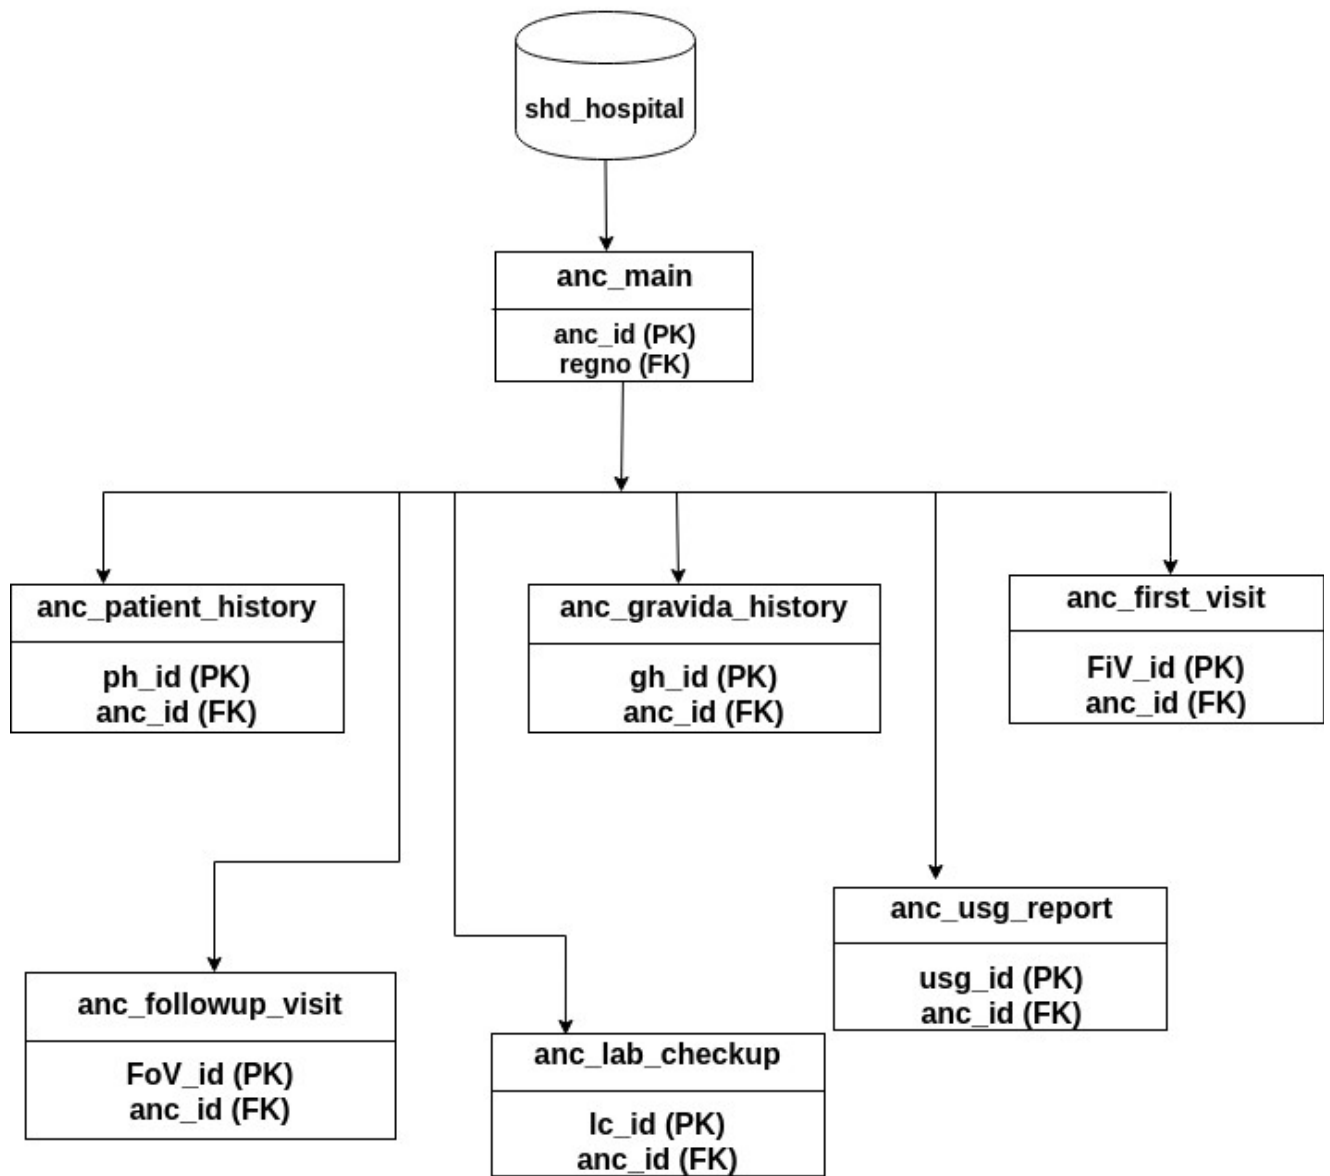 shd_hospital
anc_main
anc_id (PK)
regno (FK)
anc_patient_history
ph_id (PK)
anc_id (FK)
anc_gravida_history
gh_id (PK)
anc_id (FK)
anc_first_visit
FiV_id (PK)
anc_id (FK)
anc_followup_visit
FoV_id (PK)
anc_id (FK)
anc_lab_checkup
lc_id (PK)
anc_id (FK)
anc_usg_report
usg_id (PK)
anc_id (FK)